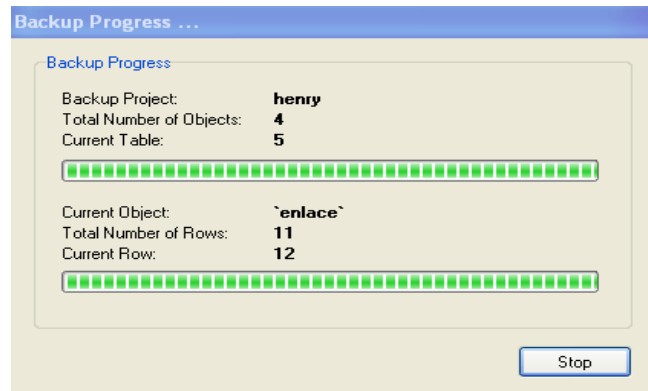 Backup Progress ...
Backup Progress
Backup Project: henry
Total Number of Objects: 4
Current Table: 5
Current Object: `enlace`
Total Number of Rows: 11
Current Row: 12
Stop